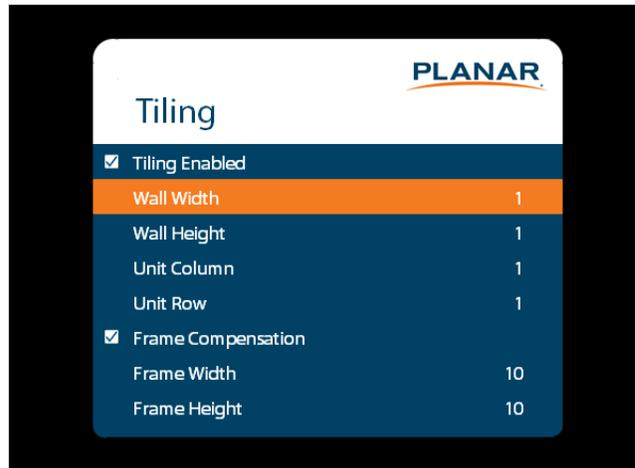 PLANAR
Tiling
Tiling Enabled
Wall Width 1
Wall Height 1
Unit Column 1
Unit Row 1
Frame Compensation
Frame Width 10
Frame Height 10